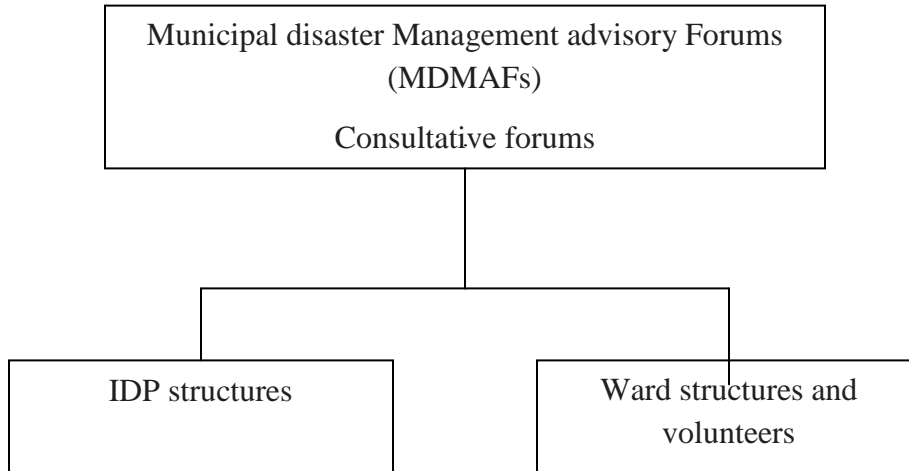 Municipal disaster Management advisory Forums
(MDMAFs)
Consultative forums
IDP structures
Ward structures and
volunteers